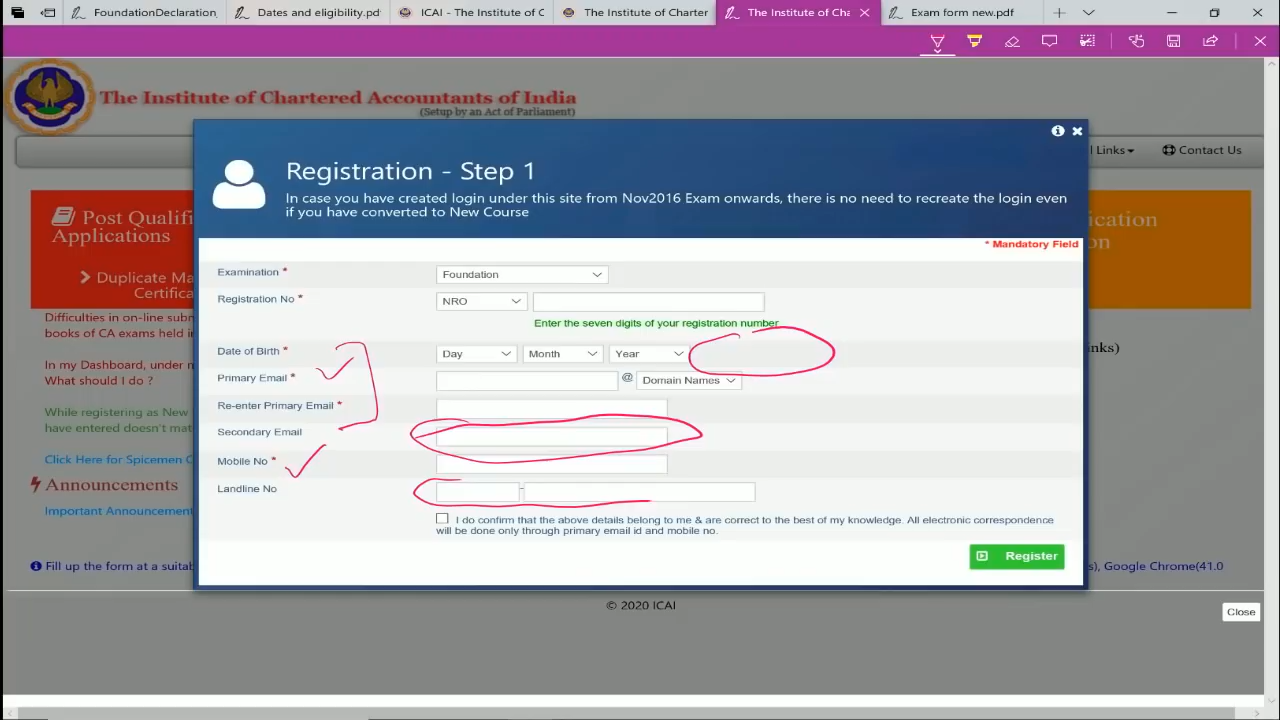 FoundationDeclaration
Dates and eligibility.pdf
ICAI - The Institute of C
The Institute of Charter
The Institute of Cha
Exam form new.pdf
The Institute of Chartered Accountants of India
(Setup by an Act of Parliament)
l Links
Contact Us
Registration - Step 1
In case you have created login under this site from Nov2016 Exam onwards, there is no need to recreate the login even
if you have converted to New Course
Post Qualifi
Applications
ication
on
* Mandatory Field
Duplicate Ma
Certifica
Examination *
Foundation
Registration No *
NRO
Enter the seven digits of your registration number
Difficulties in on-line subm
books of CA exams held i
nks)
Date of Birth *
Day
Month
Year
In my Dashboard, under m
What should I do ?
Primary Email *
@
Domain Names
Re-enter Primary Email *
While registering as New
have entered doesn't mat
Secondary Email
Click Here for Spicemen C
Mobile No *
Announcements
Landline No
-
Important Announcement
I do confirm that the above details belong to me & are correct to the best of my knowledge. All electronic correspondence
will be done only through primary email id and mobile no.
Register
Fill up the form at a suitab
s), Google Chrome(41.0
© 2020 ICAI
Close